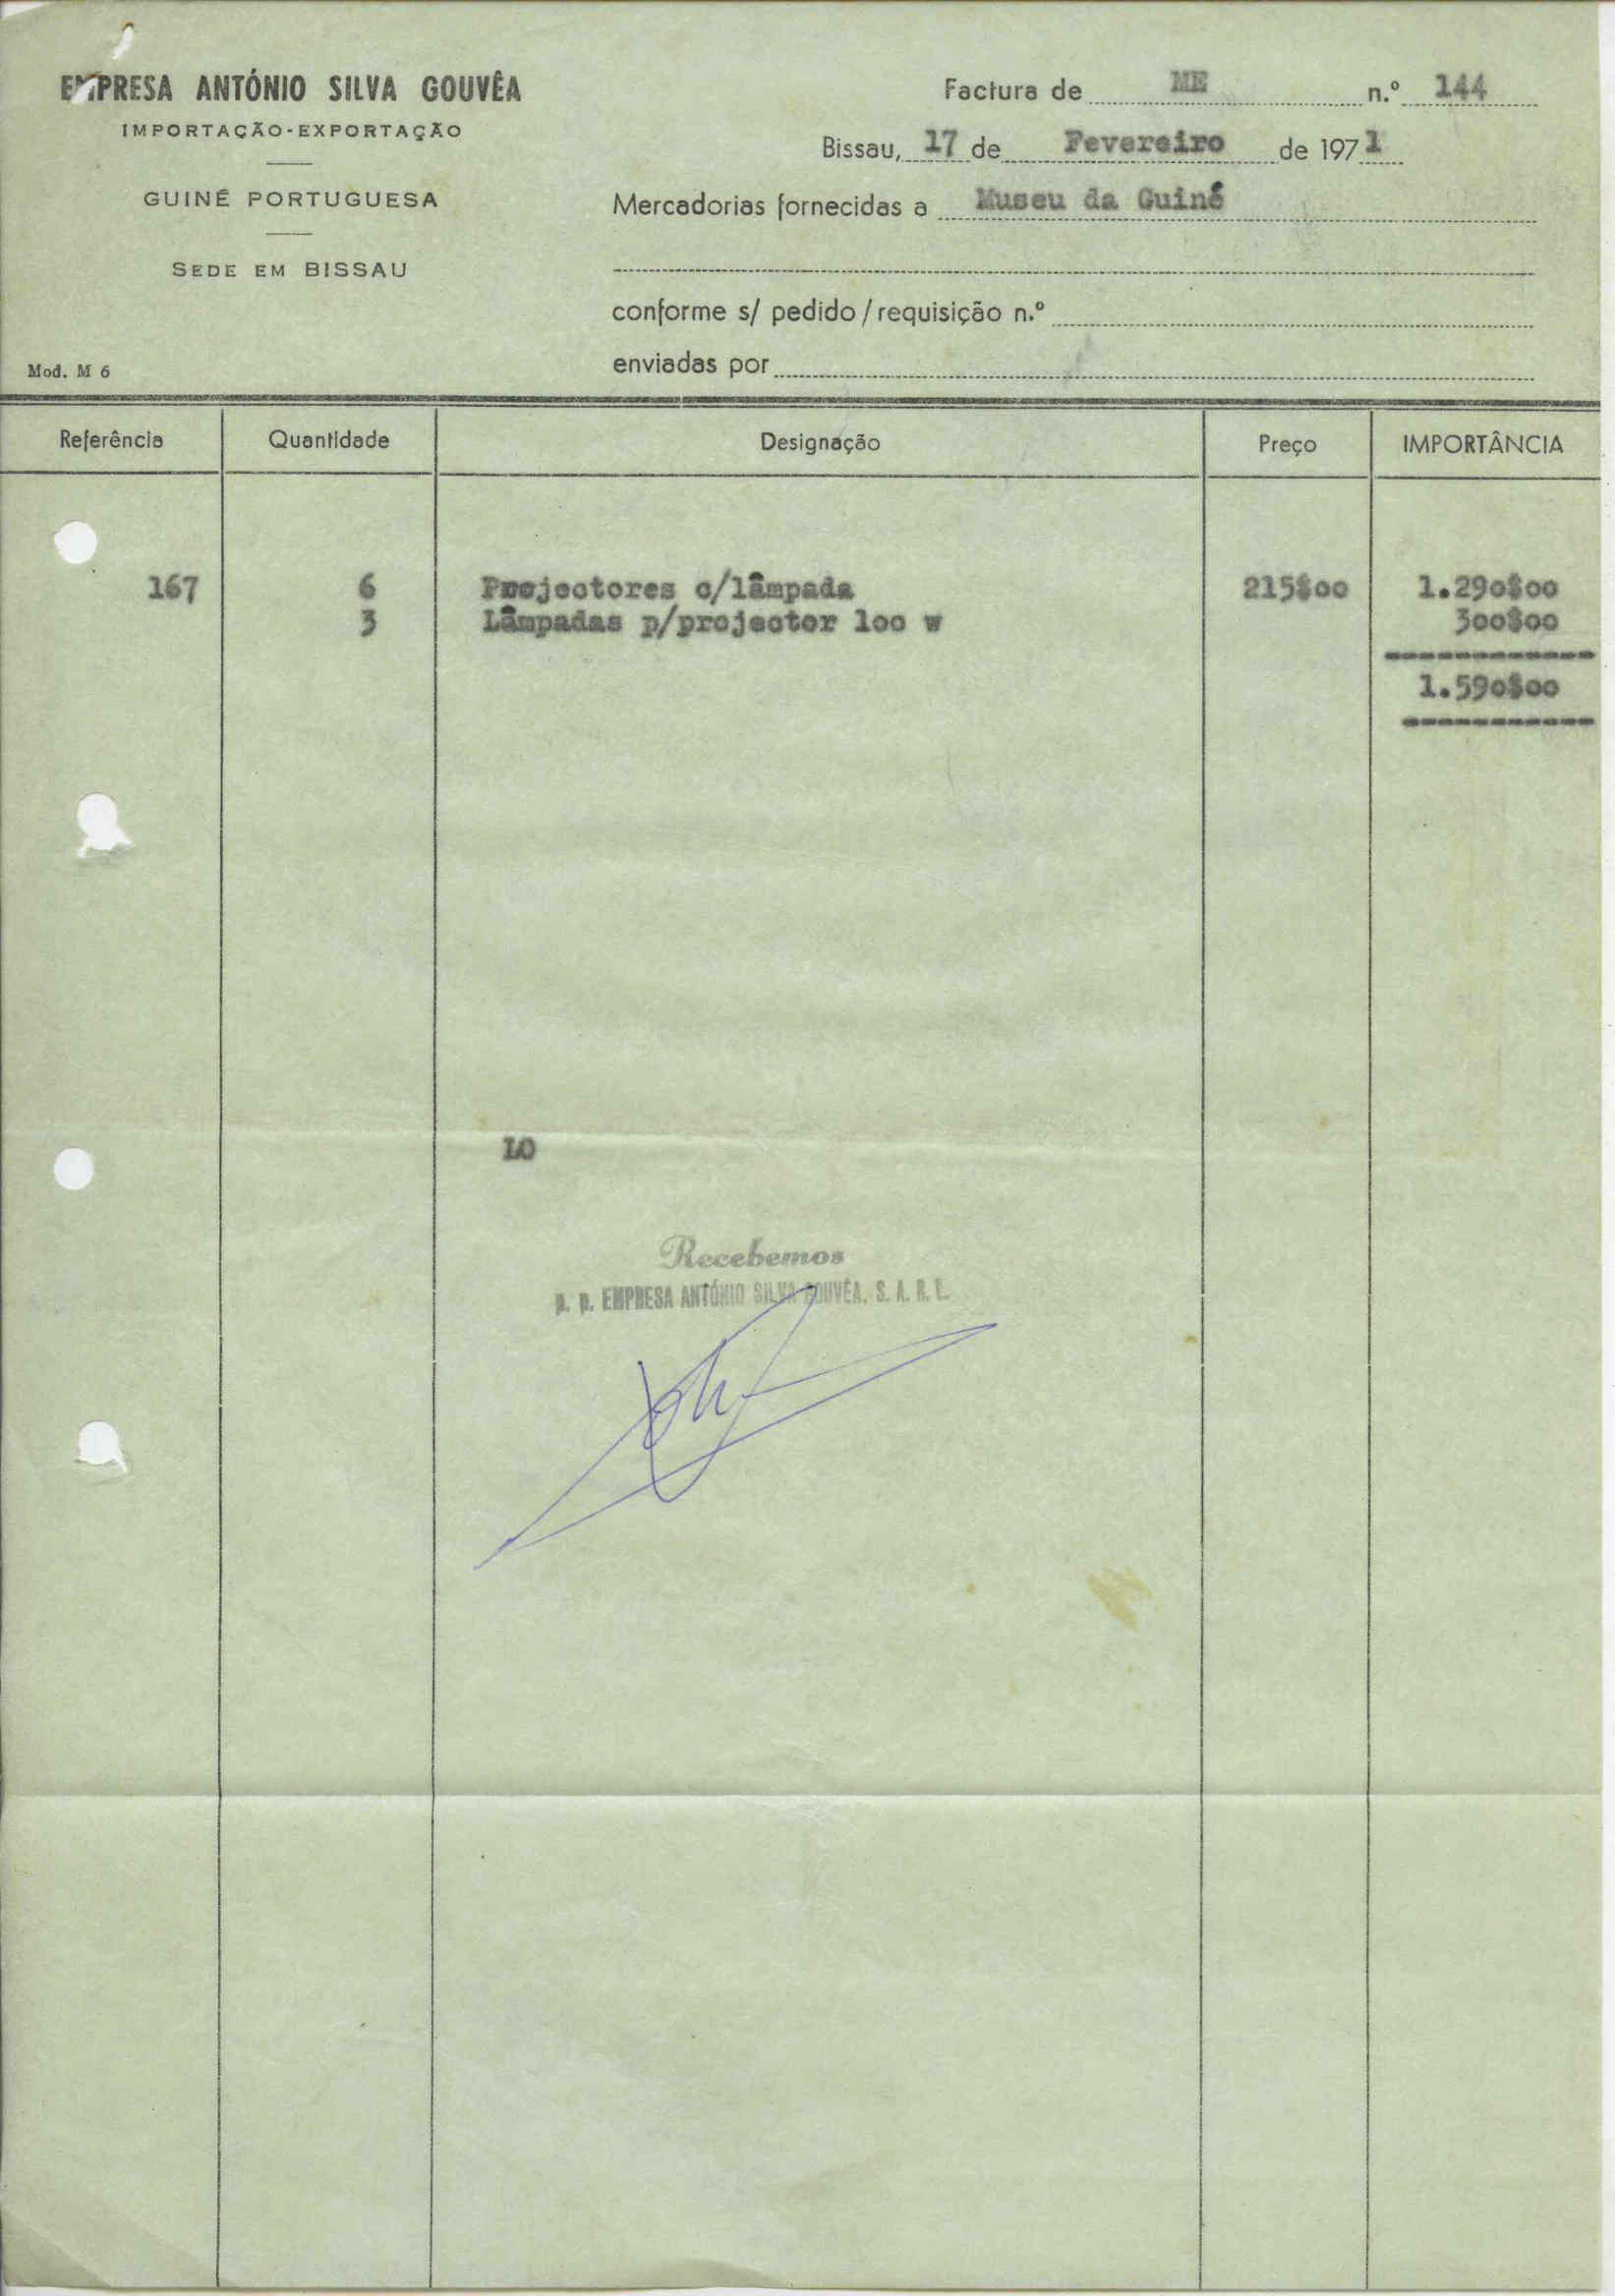 EMPRESA ANTÓNIO SILVA GOUVÊA
IMPORTAÇÃO-EXPORTAÇÃO
GUINÉ PORTUGUESA
SEDE EM BISSAU
Mod. M 6
Factura de ME n.º 144
Bissau, 17 de Fevereiro de 1971
Mercadorias fornecidas a Museu da Guiné
conforme s/ pedido/requisição n.º
enviadas por
Referência Quantidade Designação Preço IMPORTÂNCIA
167 6 Projectores c/lâmpada 215$oo 1.29o$oo
3 Lâmpadas p/projector loo w 3oo$oo
1.59o$oo
LO
Recebemos
p. p. EMPRESA ANTÓNIO SILVA GOUVÊA, S. A. R. L.